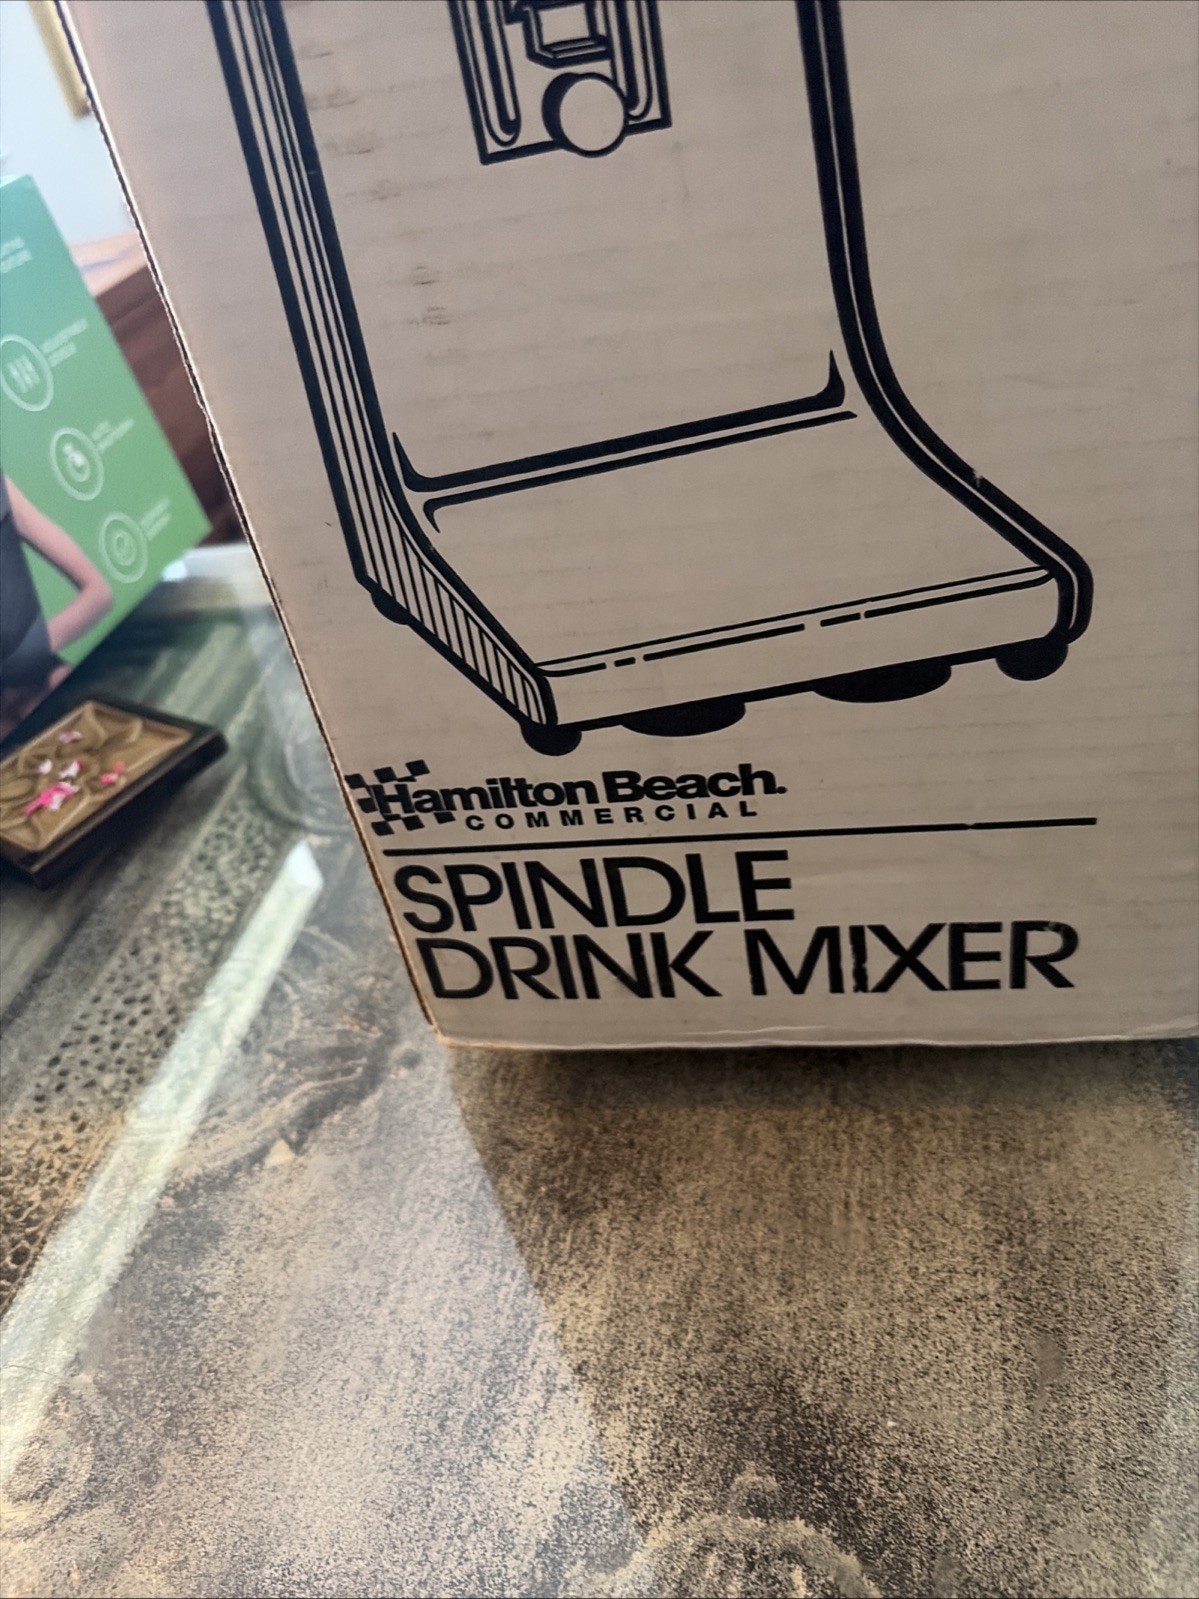 Hamilton Beach.
COMMERCIAL
SPINDLE
DRINK MIXER